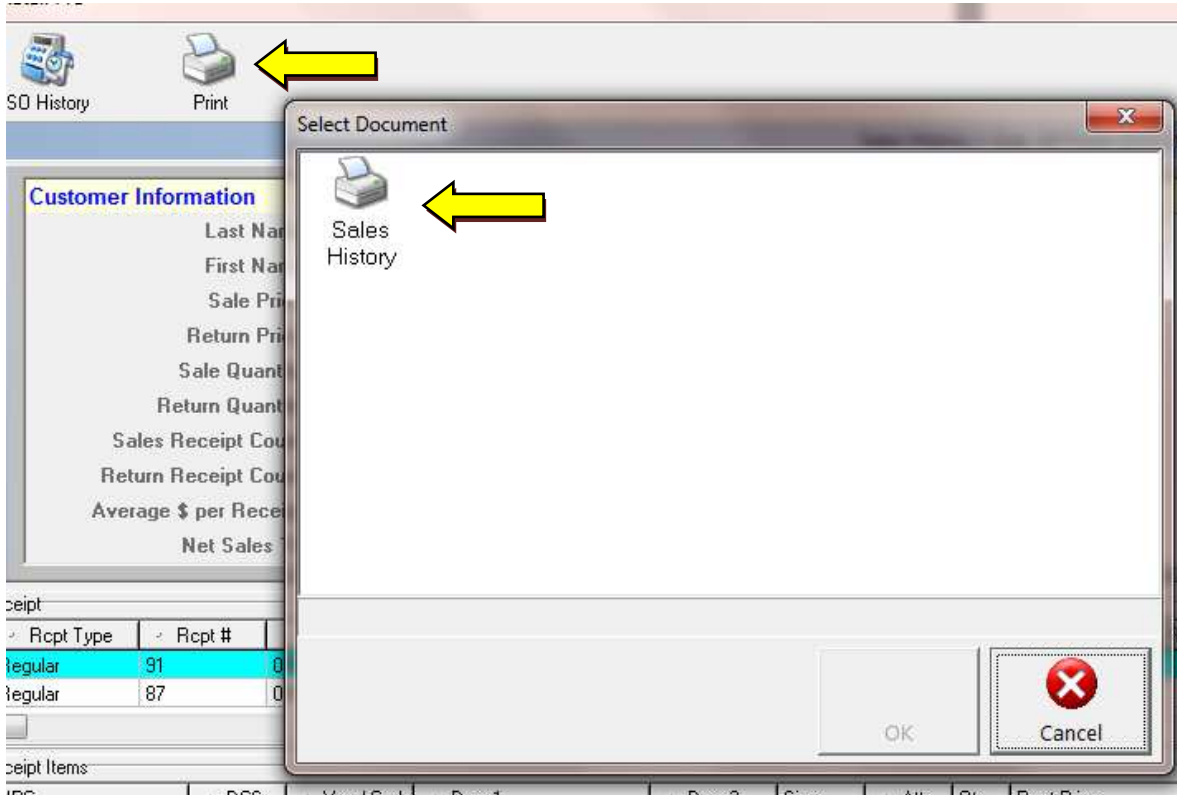 SO History
Print
Select Document
Sales
History
Customer Information
Last Nar
First Nar
Sale Pri
Return Pri
Sale Quant
Return Quant
Sales Receipt Cou
Return Receipt Cou
Average $ per Recei
Net Sales
ceipt
Rcpt Type Rcpt #
Regular 91 0
Regular 87 0
OK
Cancel
ceipt Items